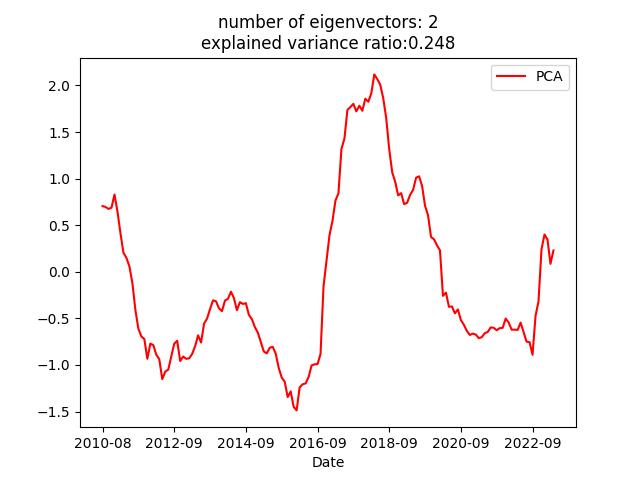 number of eigenvectors: 2
explained variance ratio:0.248
PCA
2.0
1.5
1.0
0.5
0.0
−0.5
−1.0
−1.5
2010-08 2012-09 2014-09 2016-09 2018-09 2020-09 2022-09
Date